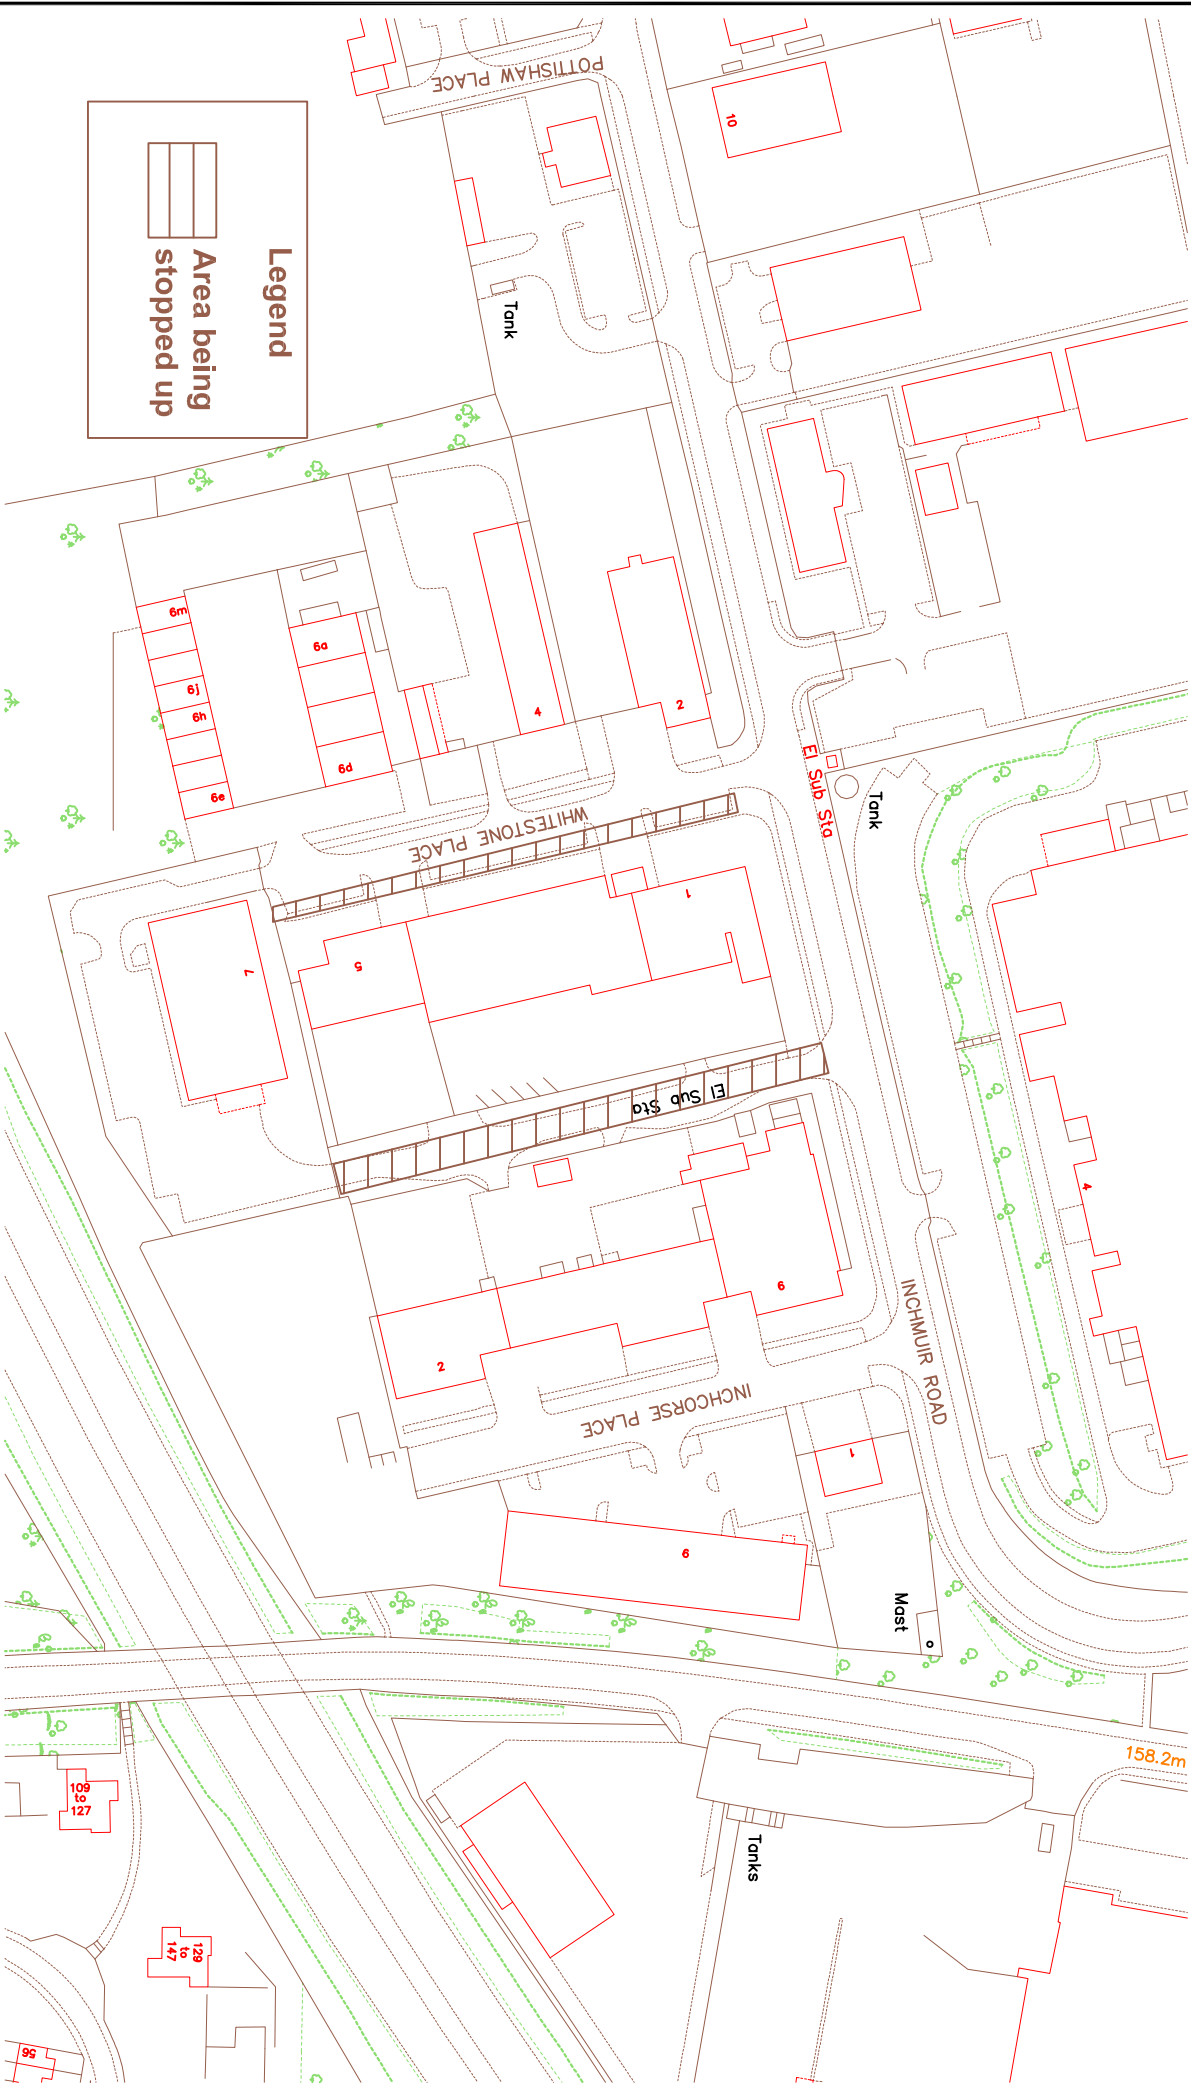 POTTISHAW PLACE
10
Legend
Area being
stopped up
Tank
6m
6a
6j
6h
6d
6e
4
2
El Sub Sta
Tank
WHITESTONE PLACE
1
5
7
El Sub Sta
4
6
2
INCHMUIR ROAD
INCHCORSE PLACE
1
9
Mast
158.2m
109
to
127
Tanks
129
to
147
56